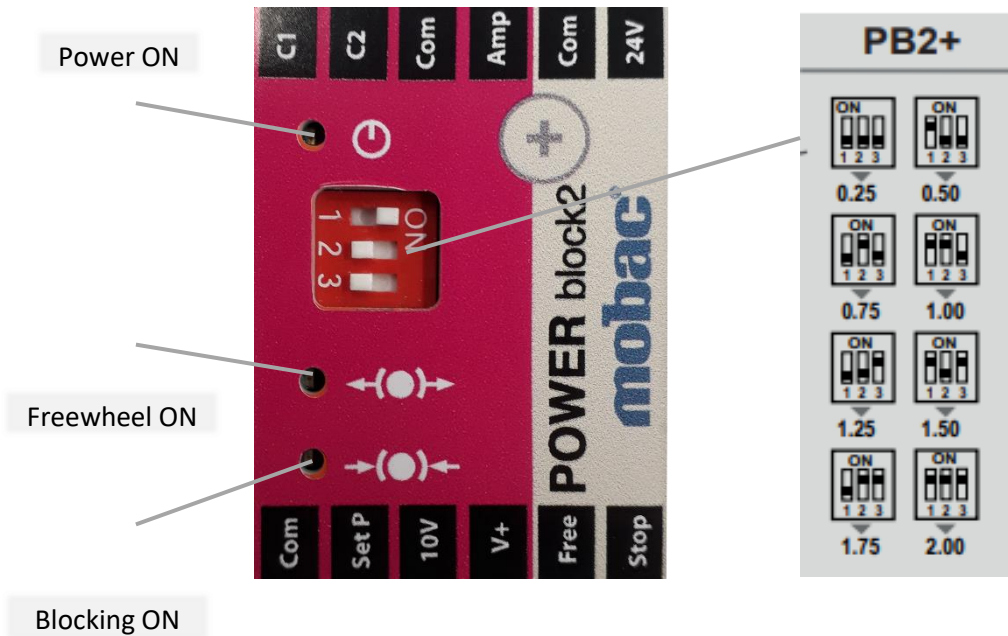 Power ON
Freewheel ON
Blocking ON
C1
C2
Com
Amp
Com
24V
ON
1
2
3
POWER block2
mobac
Com
Set P
10V
V+
Free
Stop
PB2+
ON
1 2 3
0.25
ON
1 2 3
0.50
ON
1 2 3
0.75
ON
1 2 3
1.00
ON
1 2 3
1.25
ON
1 2 3
1.50
ON
1 2 3
1.75
ON
1 2 3
2.00